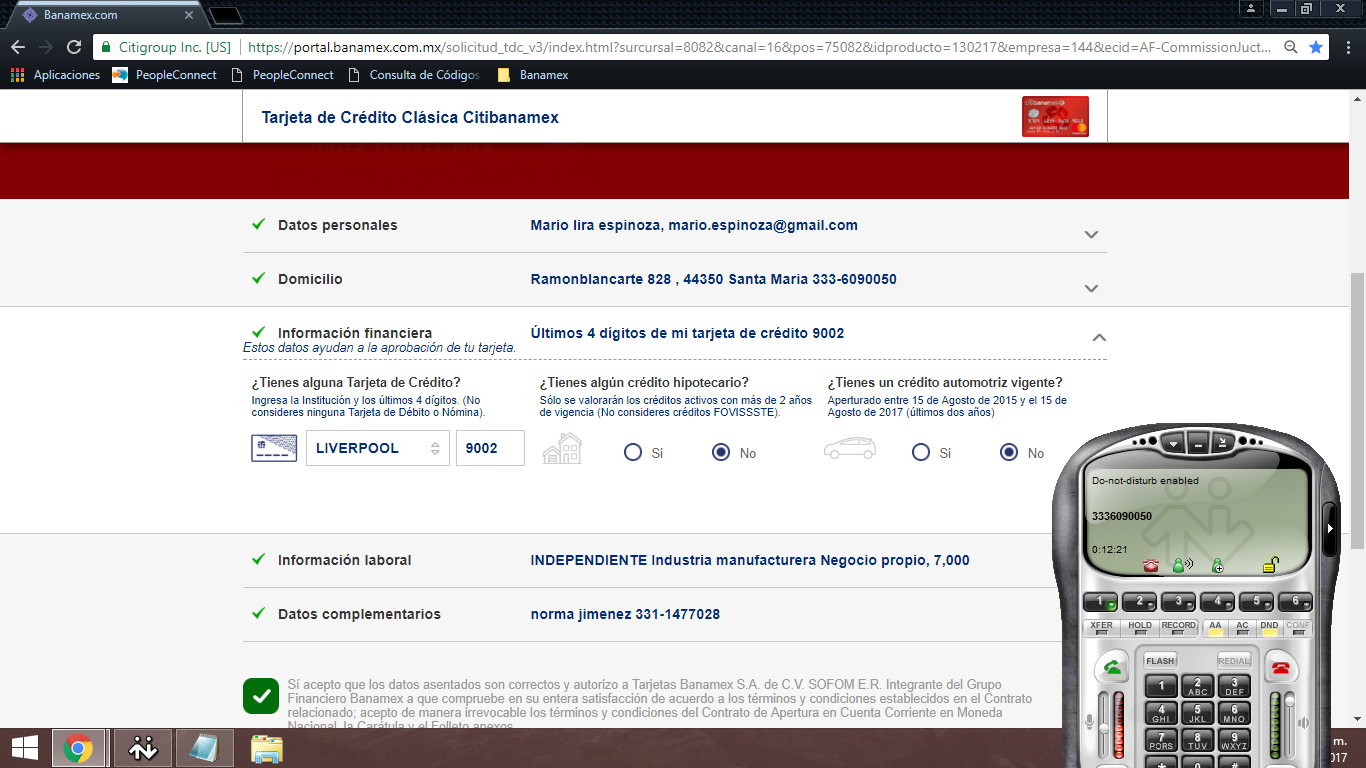 Banamex.com
Citigroup Inc. [US]
https://portal.banamex.com.mx/solicitud_tdc_v3/index.html?surcursal=8082&canal=16&pos=75082&idproducto=130217&empresa=144&ecid=AF-CommissionJuct...
Aplicaciones PeopleConnect PeopleConnect Consulta de Códigos Banamex
Tarjeta de Crédito Clásica Citibanamex
Datos personales Mario lira espinoza, mario.espinoza@gmail.com
Domicilio Ramonblancarte 828 , 44350 Santa Maria 333-6090050
Información financiera Últimos 4 dígitos de mi tarjeta de crédito 9002
Estos datos ayudan a la aprobación de tu tarjeta.
¿Tienes alguna Tarjeta de Crédito?
Ingresa la Institución y los últimos 4 dígitos. (No
consideres ninguna Tarjeta de Débito o Nómina).
LIVERPOOL 9002
¿Tienes algún crédito hipotecario?
Sólo se valorarán los créditos activos con más de 2 años
de vigencia (No consideres créditos FOVISSSTE).
Si No
¿Tienes un crédito automotriz vigente?
Aperturado entre 15 de Agosto de 2015 y el 15 de
Agosto de 2017 (últimos dos años)
Si No
Información laboral INDEPENDIENTE Industria manufacturera Negocio propio, 7,000
Datos complementarios norma jimenez 331-1477028
Sí acepto que los datos asentados son correctos y autorizo a Tarjetas Banamex S.A. de C.V. SOFOM E.R. Integrante del Grupo
Financiero Banamex a que compruebe en su entera satisfacción de acuerdo a los términos y condiciones establecidos en el Contrato
relacionado; acepto de manera irrevocable los términos y condiciones del Contrato de Apertura en Cuenta Corriente en Moneda
Nacional, la Carátula y el Folleto anexos.
Do-not-disturb enabled
3336090050
0:12:21
1 2 3 4 5 6
XFER HOLD RECORD AA AC DND CONF
FLASH REDIAL
1 2 ABC 3 DEF
4 GHI 5 JKL 6 MNO
7 PQRS 8 TUV 9 WXYZ
* 0 #
m.
017